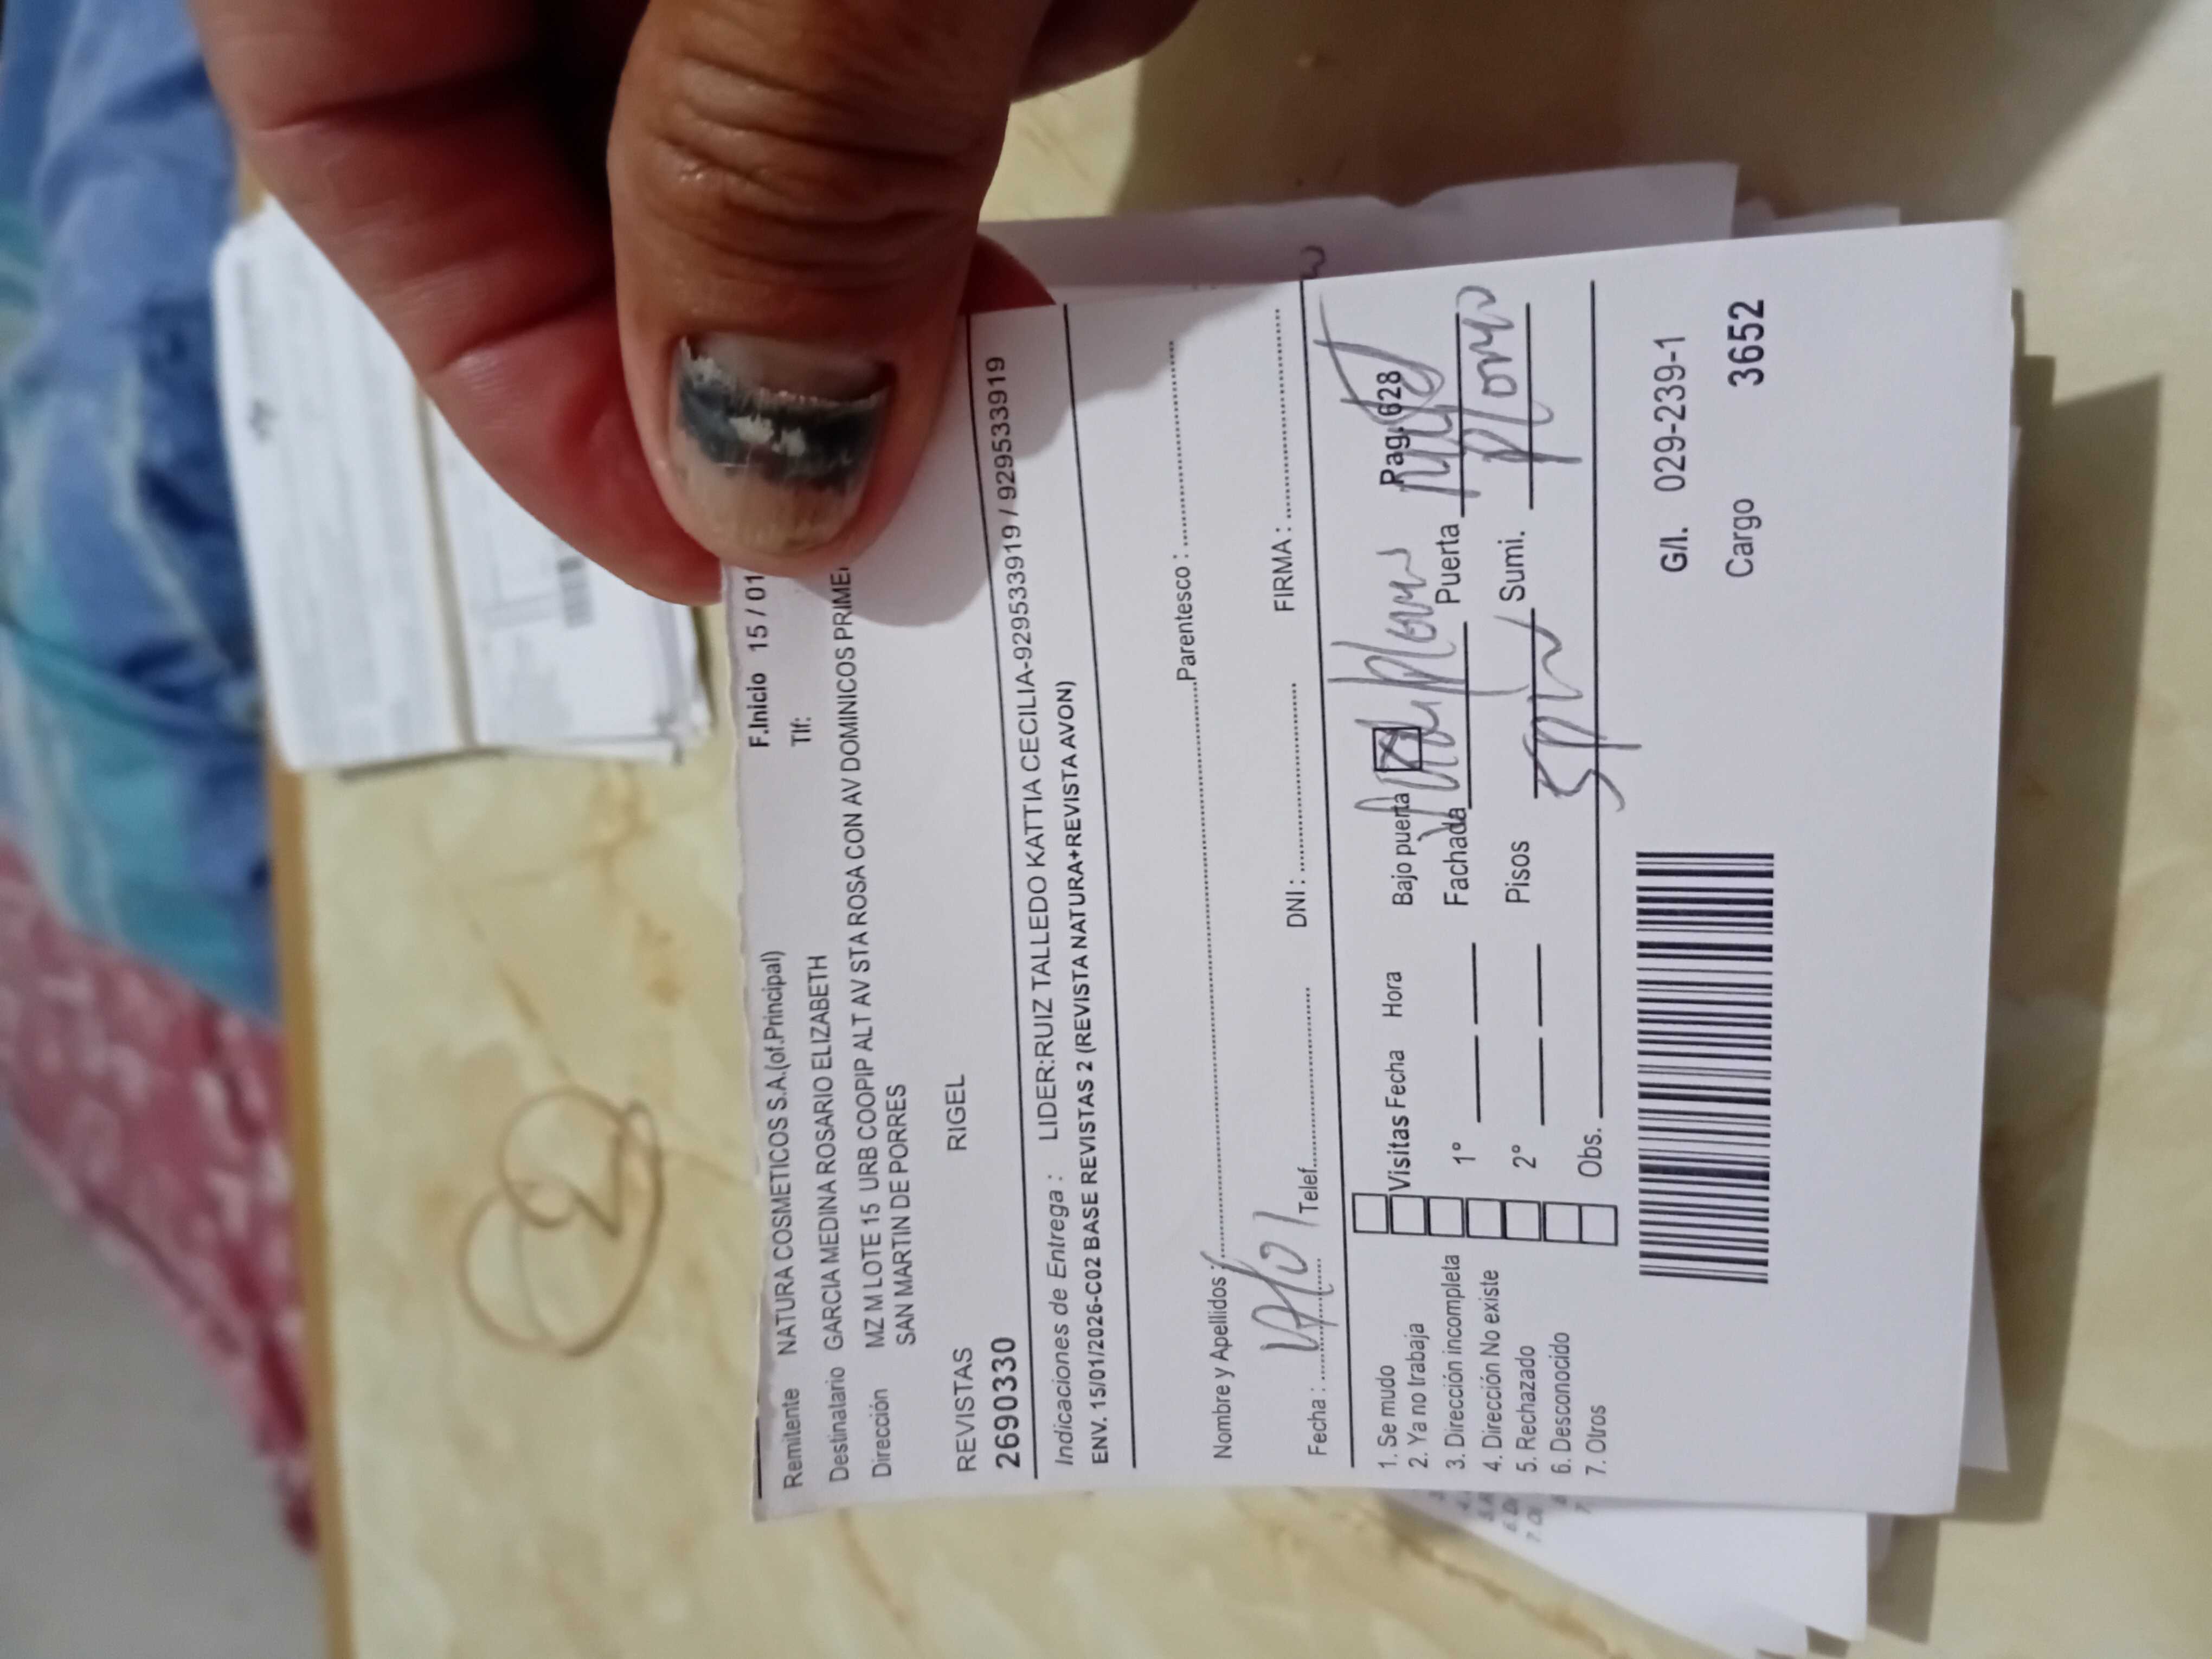 F.Inicio 15 / 01
Remitente NATURA COSMETICOS S.A.(of.Principal) Tlf:
Destinatario GARCIA MEDINA ROSARIO ELIZABETH
Dirección MZ M LOTE 15 URB COOPIP ALT AV STA ROSA CON AV DOMINICOS PRIME
SAN MARTIN DE PORRES
REVISTAS RIGEL
2690330
Indicaciones de Entrega : LIDER:RUIZ TALLEDO KATTIA CECILIA-929533919 / 929533919 / 929533919
ENV. 15/01/2026-C02 BASE REVISTAS 2 (REVISTA NATURA+REVISTA AVON)
Nombre y Apellidos : Parentesco :
Fecha : Telef. DNI : FIRMA :
1. Se mudo Visitas Fecha Hora Bajo puerta Pag. 628
2. Ya no trabaja
3. Dirección incompleta 1° Fachada Puerta
4. Dirección No existe
5. Rechazado 2° Pisos Sumi.
6. Desconocido
7. Otros Obs.
G/l. 029-239-1
Cargo 3652
2